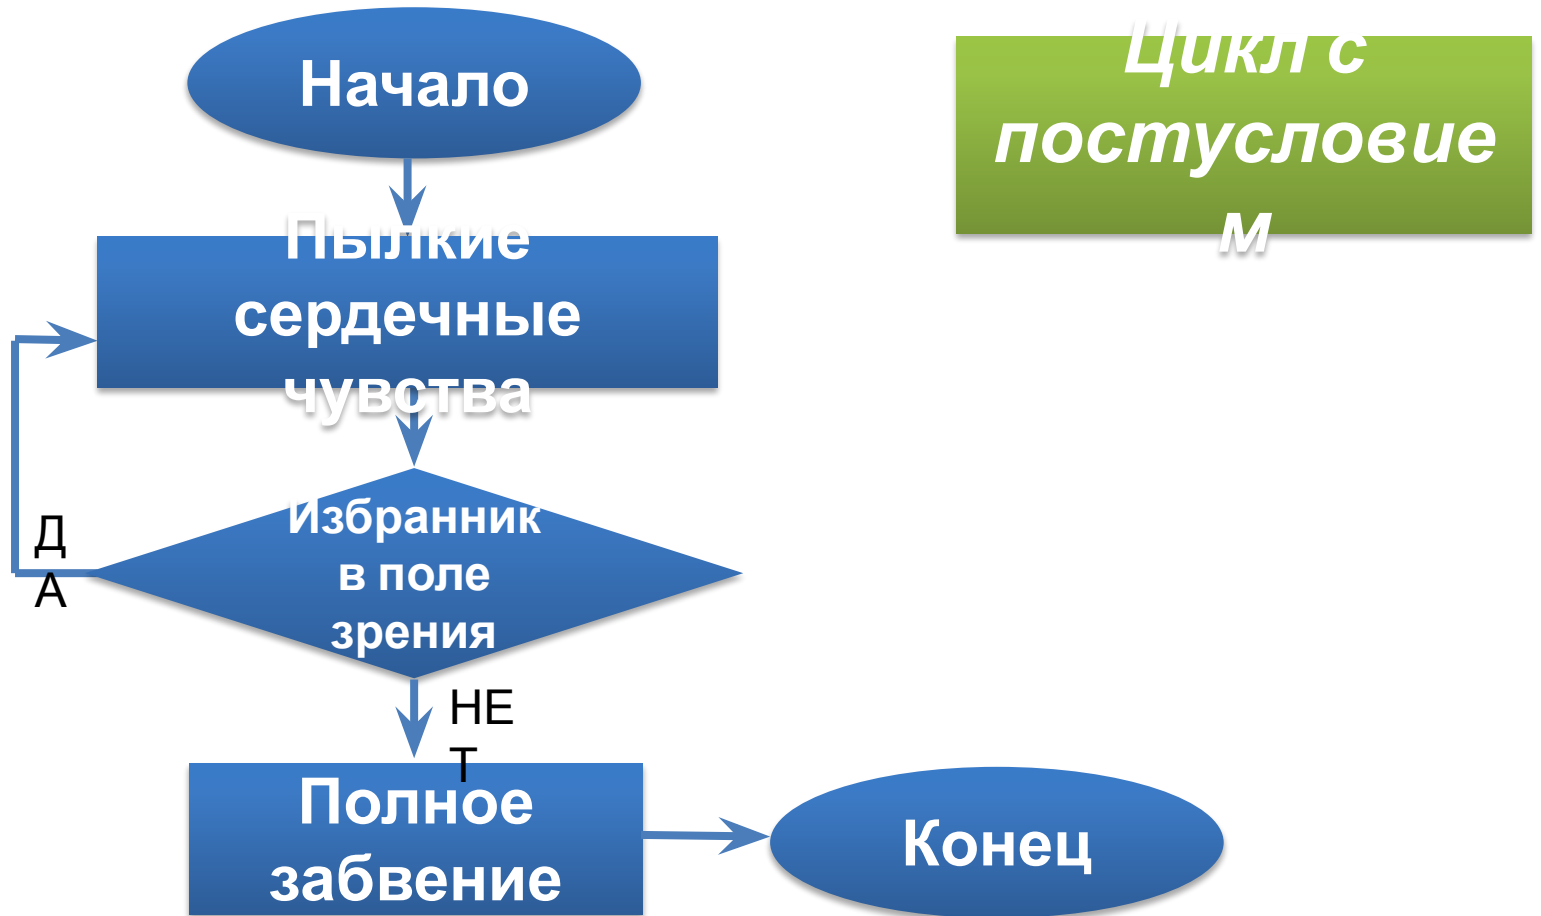 Начало
Цикл с
постусловие
м
Пылкие
сердечные
чувства
Избранник
в поле
зрения
Д
А
НЕ
Т
Полное
забвение
Конец